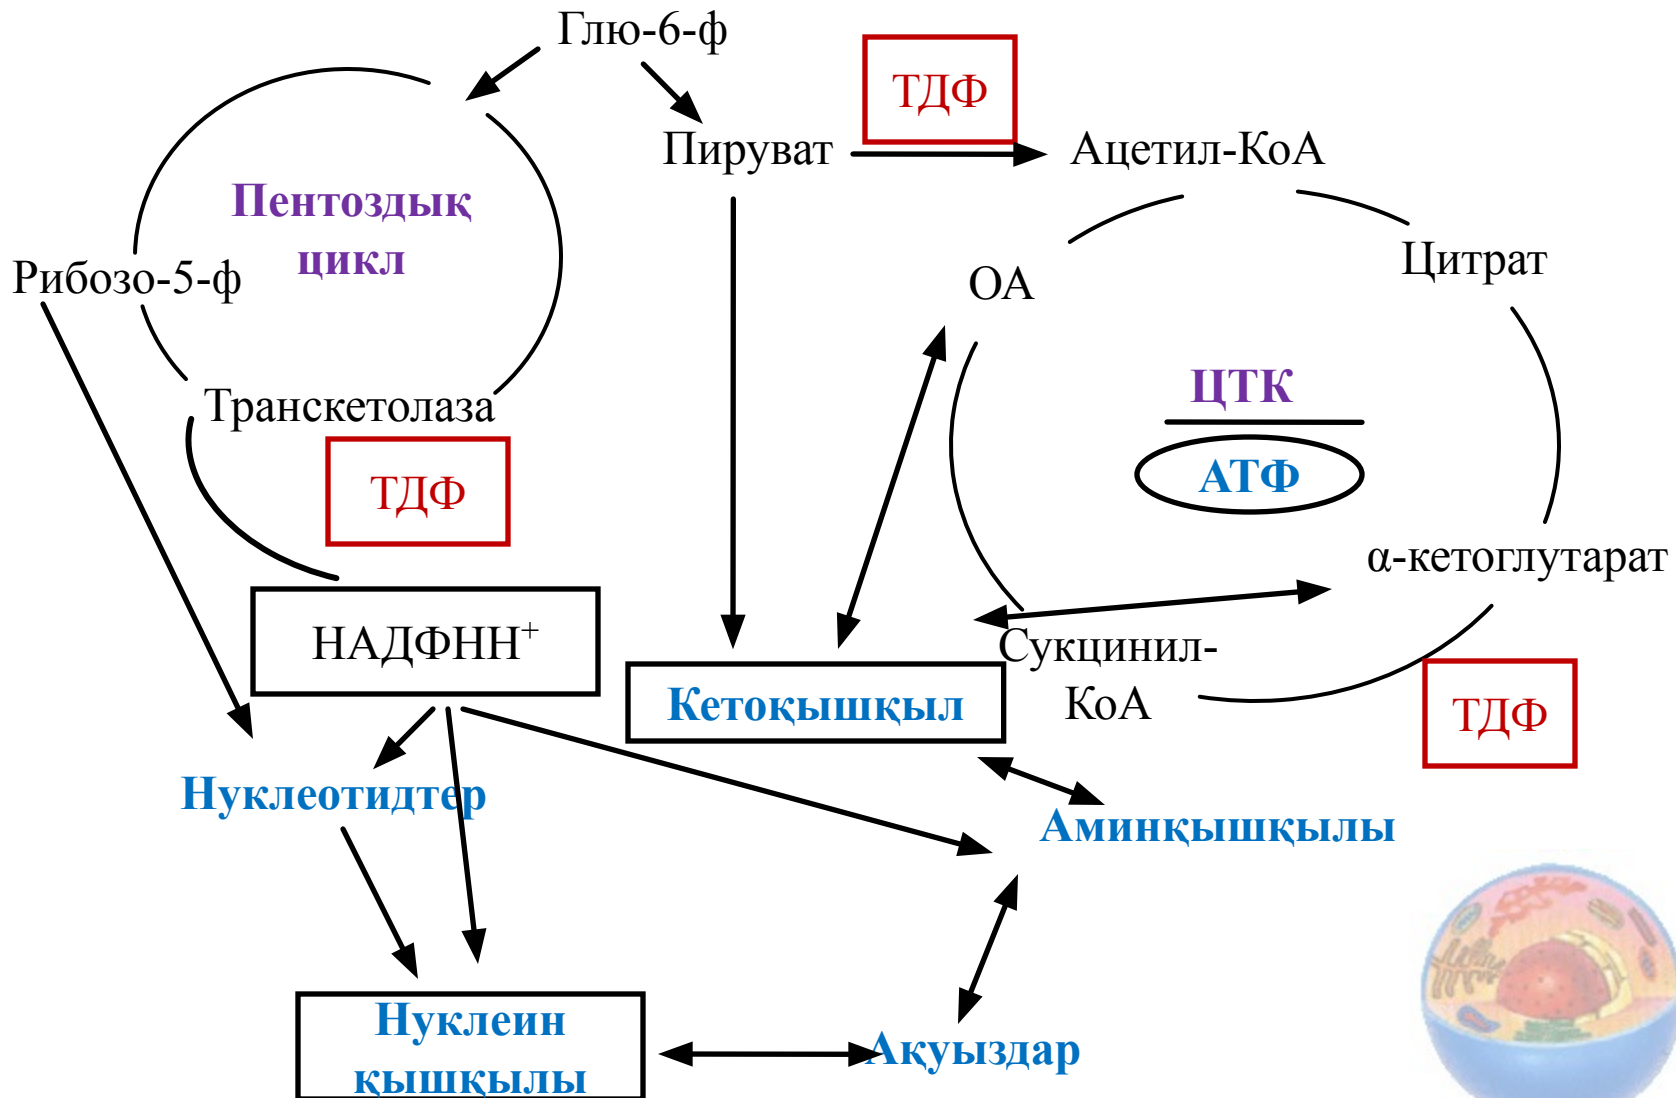 Глю-6-ф
ТДФ
Пируват
Ацетил-КоА
Пентоздық
цикл
Рибозо-5-ф
Цитрат
ОА
ЦТК
АТФ
Транскетолаза
ТДФ
α-кетоглутарат
НАДФНН⁺
Сукцинил-
КоА
Кетоқышқыл
ТДФ
Нуклеотидтер
Аминқышқылы
Нуклеин
қышқылы
Ақуыздар